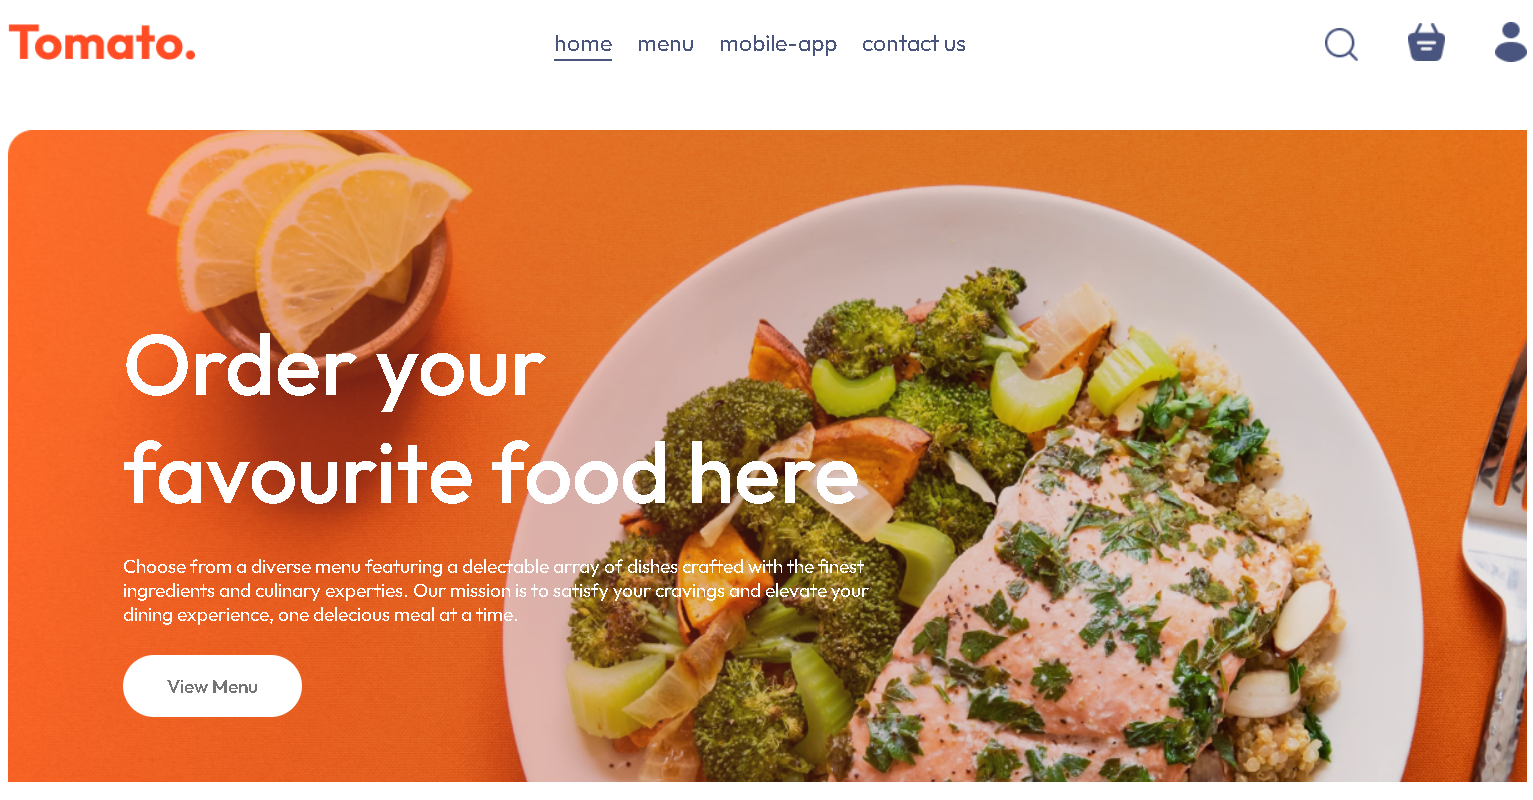 Tomato.
home menu mobile-app contact us
Order your
favourite food here
Choose from a diverse menu featuring a delectable array of dishes crafted with the finest
ingredients and culinary experties. Our mission is to satisfy your cravings and elevate your
dining experience, one delecious meal at a time.
View Menu